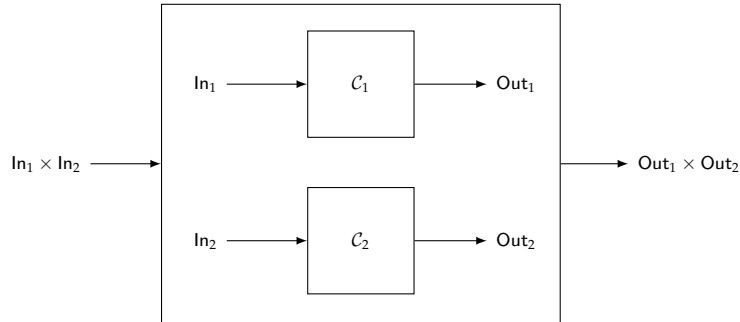 In₁ → C₁ → Out₁
In₁ × In₂
Out₁ × Out₂
In₂ → C₂ → Out₂